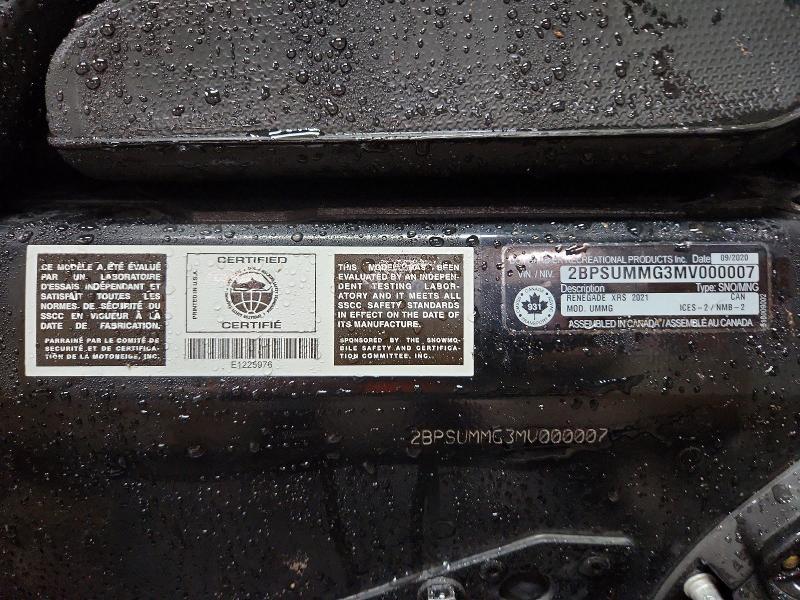 CE MODÈLE A ÉTÉ ÉVALUÉ
PAR UN LABORATOIRE
D'ESSAIS INDÉPENDANT ET
SATISFAIT TOUTES LES
NORMES DE SÉCURITÉ DU
SSCC EN VIGUEUR À LA
DATE DE FABRICATION.
PARRAINÉ PAR LE COMITÉ DE
SÉCURITÉ ET DE CERTIFICA-
TION DE LA MOTONEIGE, INC.
PRINTED IN U.S.A.
CERTIFIED
CERTIFIÉ
E1225976
THIS MODEL HAS BEEN
EVALUATED BY AN INDEPEN-
DENT TESTING LABOR-
ATORY AND IT MEETS ALL
SSCC SAFETY STANDARDS
IN EFFECT ON THE DATE OF
ITS MANUFACTURE.
SPONSORED BY THE SNOWMO-
BILE SAFETY AND CERTIFICA-
TION COMMITTEE, INC.
RECREATIONAL PRODUCTS Inc. Date 09/2020
VIN / NIV. 2BPSUMMG3MV000007
Description Type: SNO/MNG
RENEGADE XRS 2021 CAN
MOD. UMMG ICES-2 / NMB-2
931
ASSEMBLED IN CANADA / ASSEMBLÉ AU CANADA
2BPSUMMG3MV000007